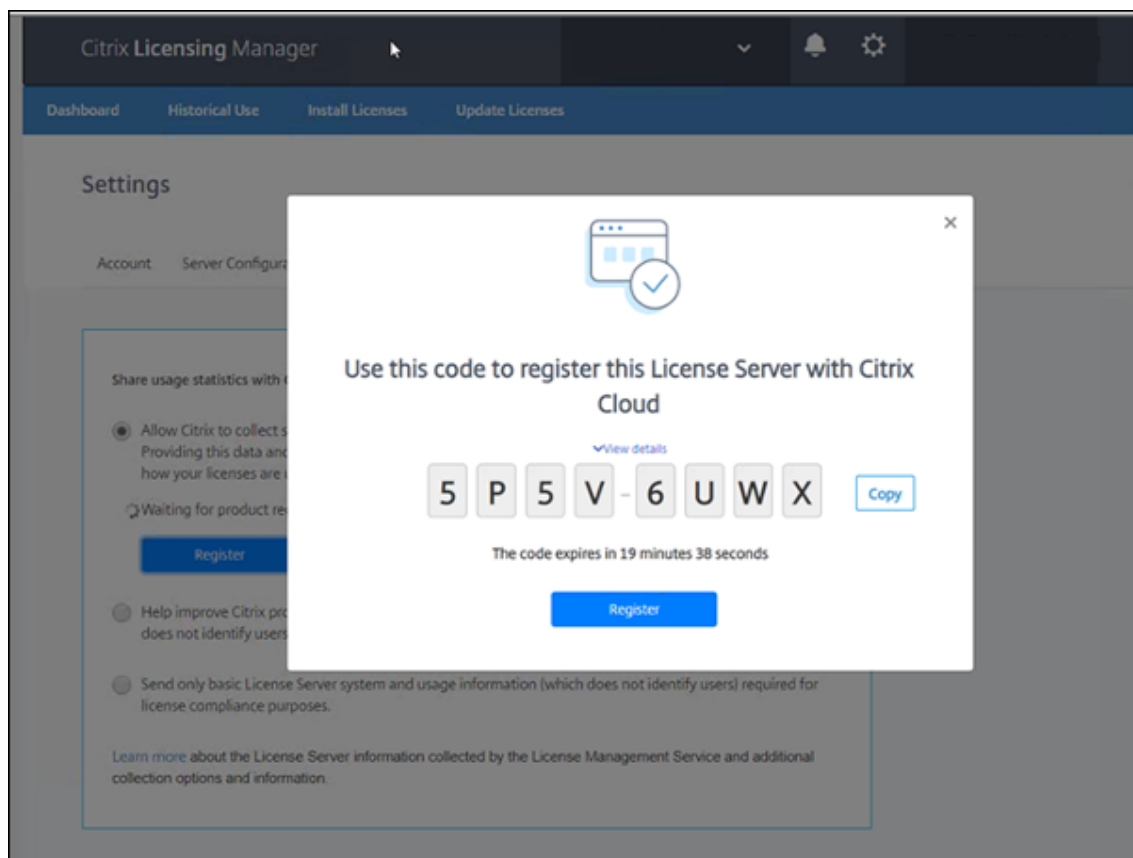 Citrix Licensing Manager
Dashboard Historical Use Install Licenses Update Licenses
Settings
Account Server
Share usage statistics with
Allow Citrix to collect
Providing this data and
how your licenses are
Waiting for product
Register
Help improve Citrix
does not identify users
Send only basic License Server system and usage information (which does not identify users) required for
license compliance purposes.
Learn more about the License Server information collected by the License Management Service and additional
collection options and information.
×
Use this code to register this License Server with Citrix
Cloud
View details
5 P 5 V - 6 U W X
Copy
The code expires in 19 minutes 38 seconds
Register